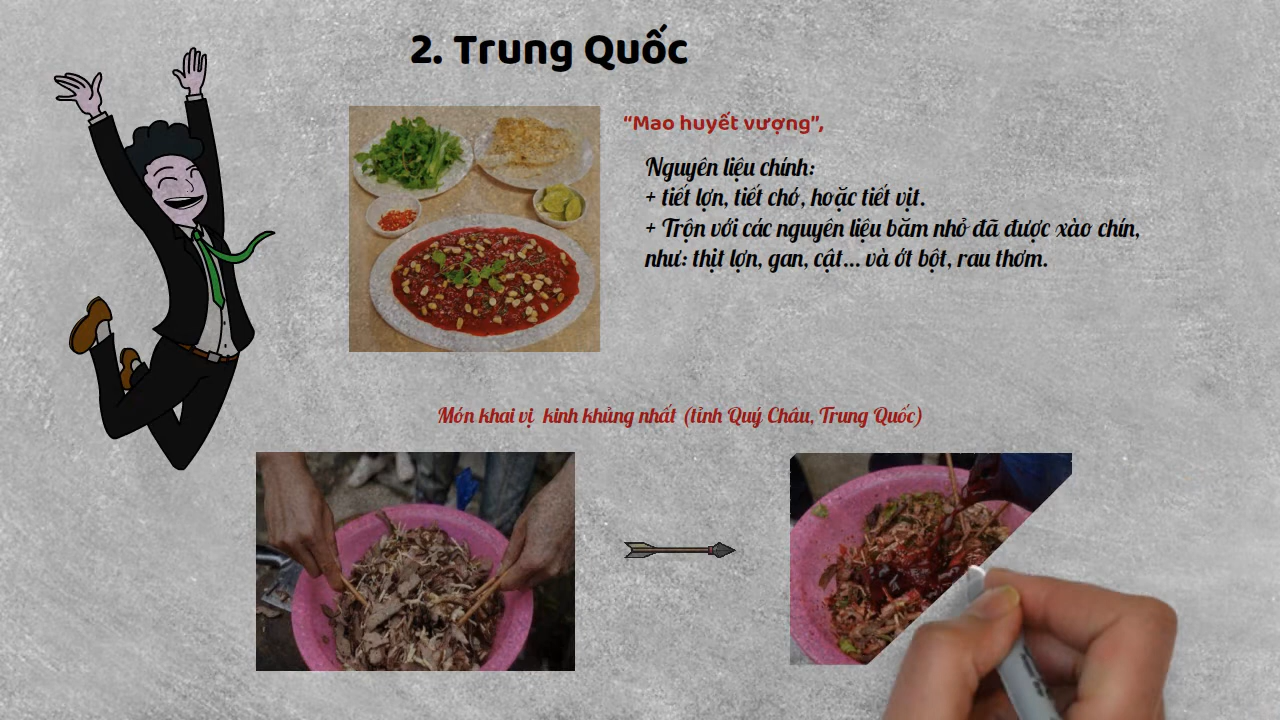 2. Trung Quốc
“Mao huyết vượng”,
Nguyên liệu chính:
+ tiết lợn, tiết chó, hoặc tiết vịt.
+ Trộn với các nguyên liệu băm nhỏ đã được xào chín,
như: thịt lợn, gan, cật... và ớt bột, rau thơm.
Món khai vị kinh khủng nhất (tỉnh Quý Châu, Trung Quốc)